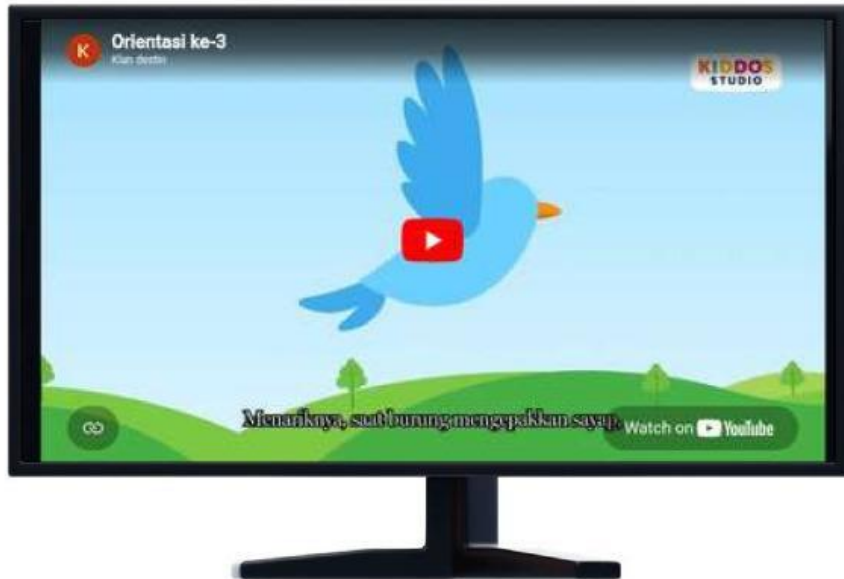 K
Orientasi ke-3
Klan destin
KIDDOS
STUDIO
Menariknya, saat burung mengepakkan sayap
Watch on YouTube